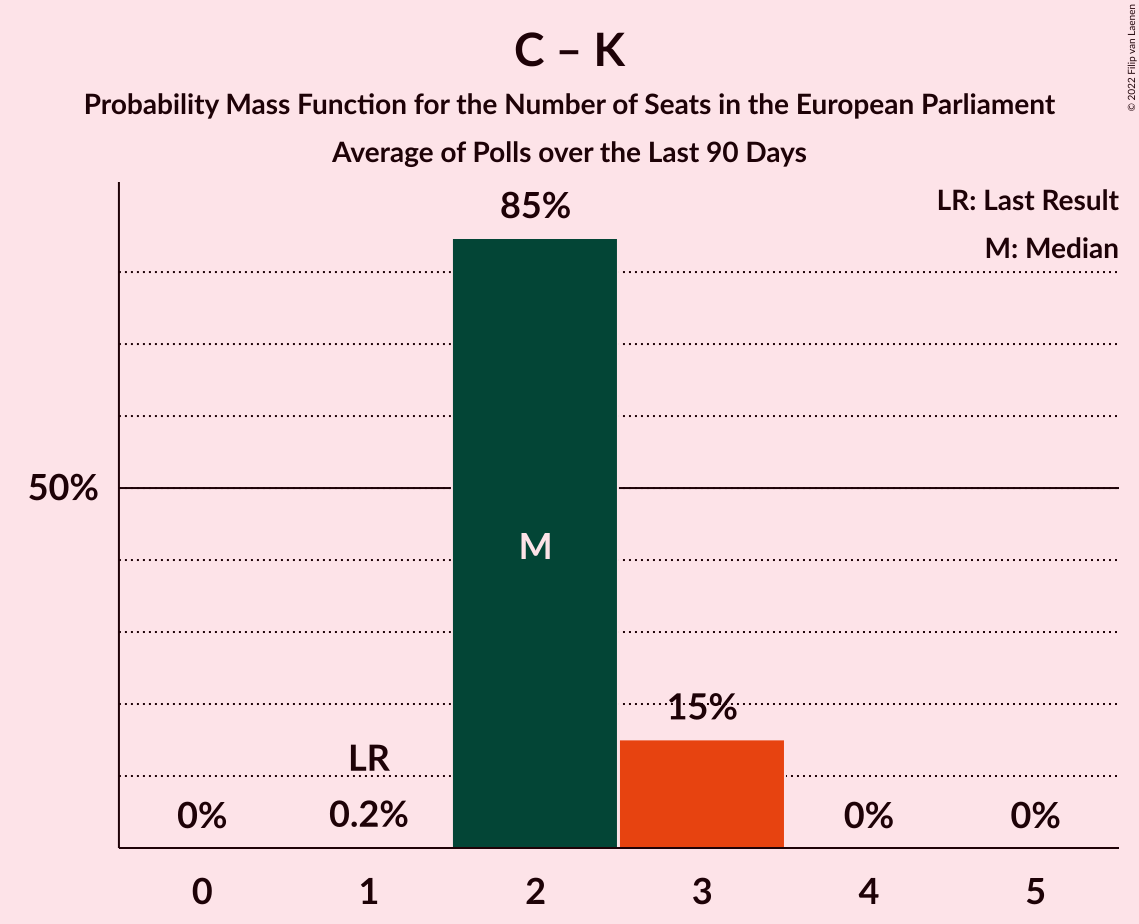 C – K
Probability Mass Function for the Number of Seats in the European Parliament
Average of Polls over the Last 90 Days
© 2022 Filip van Laenen
LR: Last Result
M: Median
85%
50%
M
15%
LR
0%
0.2%
0%
0%
0
1
2
3
4
5